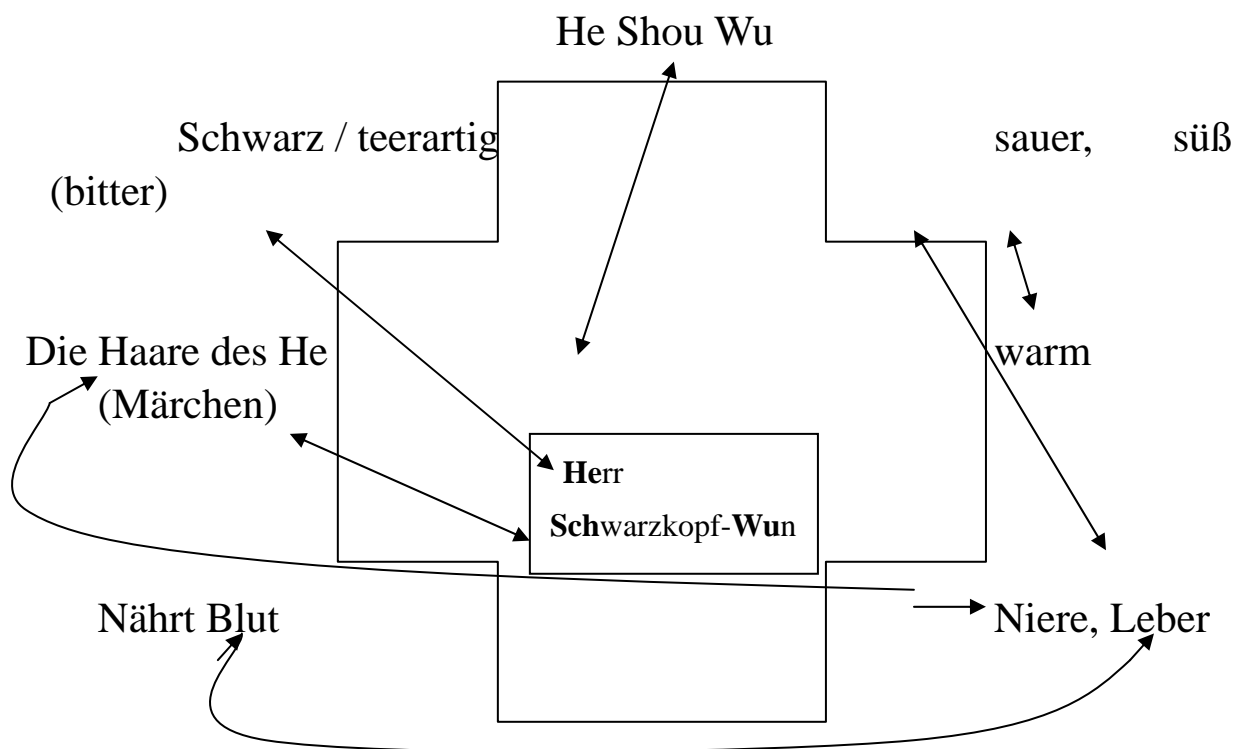 He Shou Wu
Schwarz / teerartig
(bitter)
sauer, süß
Die Haare des He
(Märchen)
warm
Herr
Schwarzkopf-Wun
Nährt Blut
Niere, Leber